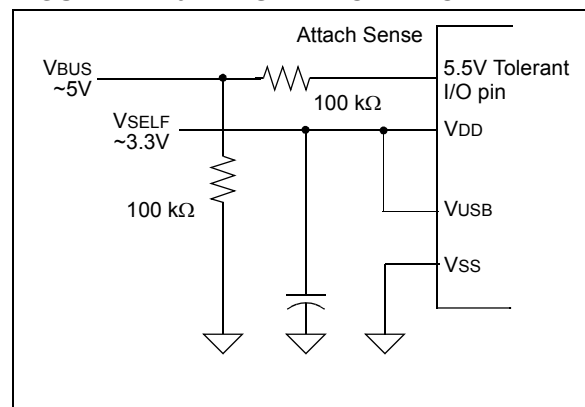 Attach Sense
VBUS
~5V
5.5V Tolerant
I/O pin
100 kΩ
VSELF
~3.3V
VDD
100 kΩ
VUSB
VSS